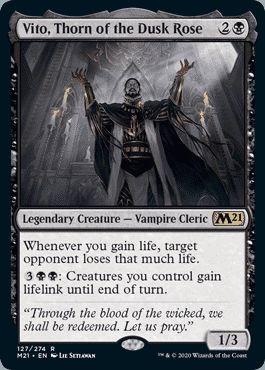 Vito, Thorn of the Dusk Rose 2
Legendary Creature — Vampire Cleric M21
Whenever you gain life, target
opponent loses that much life.
3: Creatures you control gain
lifelink until end of turn.
“Through the blood of the wicked, we
shall be redeemed. Let us pray.”
1/3
127/274 R
M21 • EN Lie Setiawan
™ & © 2020 Wizards of the Coast